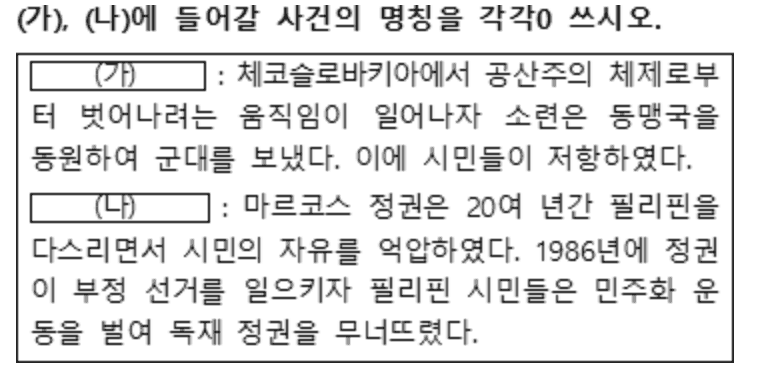 (가), (나)에 들어갈 사건의 명칭을 각각0 쓰시오.
(가) : 체코슬로바키아에서 공산주의 체제로부
터 벗어나려는 움직임이 일어나자 소련은 동맹국을
동원하여 군대를 보냈다. 이에 시민들이 저항하였다.
(나) : 마르코스 정권은 20여 년간 필리핀을
다스리면서 시민의 자유를 억압하였다. 1986년에 정권
이 부정 선거를 일으키자 필리핀 시민들은 민주화 운
동을 벌여 독재 정권을 무너뜨렸다.